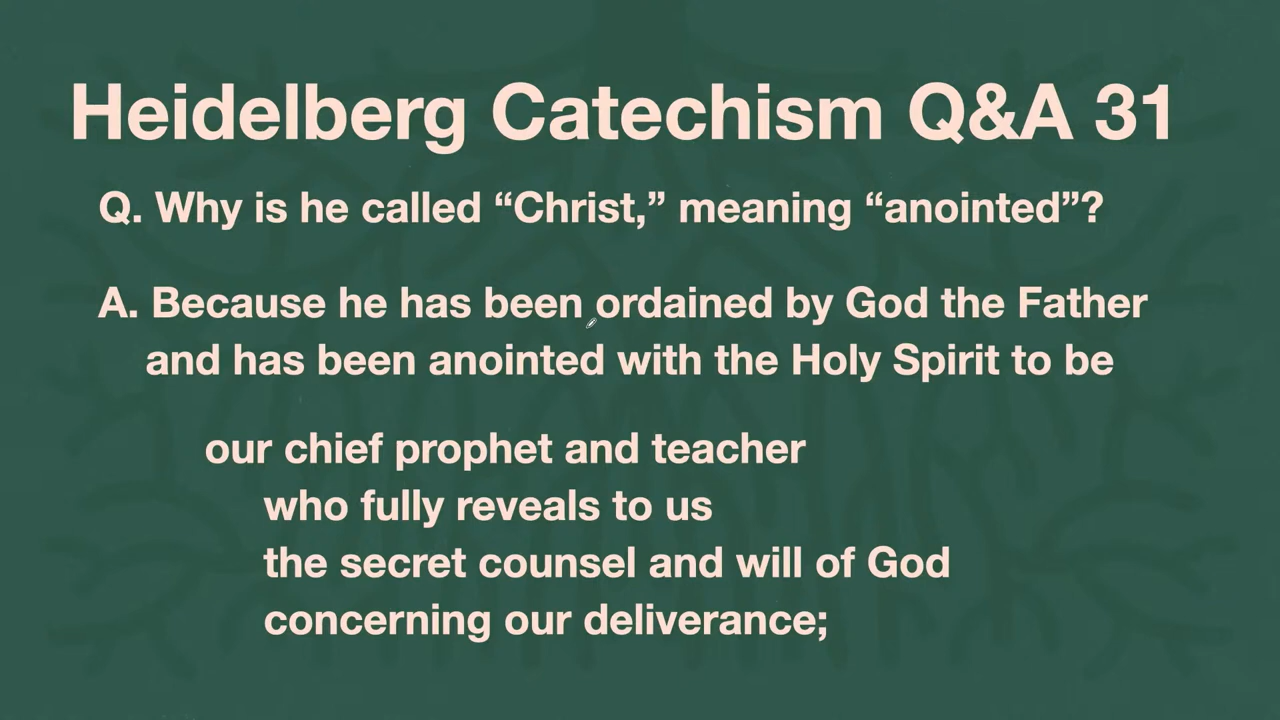 Heidelberg Catechism Q&A 31
Q. Why is he called “Christ,” meaning “anointed”?
A. Because he has been ordained by God the Father
and has been anointed with the Holy Spirit to be
our chief prophet and teacher
who fully reveals to us
the secret counsel and will of God
concerning our deliverance;